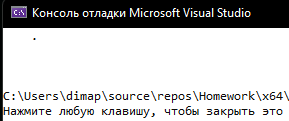 Консоль отладки Microsoft Visual Studio
.
C:\Users\dimap\source\repos\Homework\x64\
Нажмите любую клавишу, чтобы закрыть это